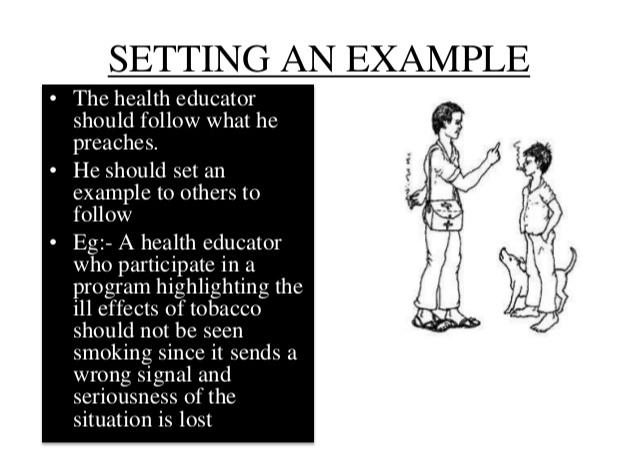 SETTING AN EXAMPLE
• The health educator
should follow what he
preaches.
• He should set an
example to others to
follow
• Eg:- A health educator
who participate in a
program highlighting the
ill effects of tobacco
should not be seen
smoking since it sends a
wrong signal and
seriousness of the
situation is lost